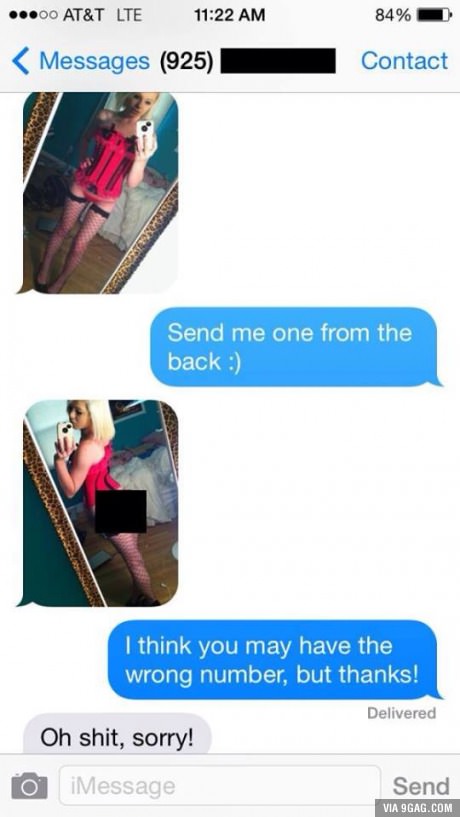 AT&T LTE 11:22 AM 84%
Messages (925) Contact
Send me one from the
back :)
I think you may have the
wrong number, but thanks!
Delivered
Oh shit, sorry!
iMessage Send
VIA 9GAG.COM